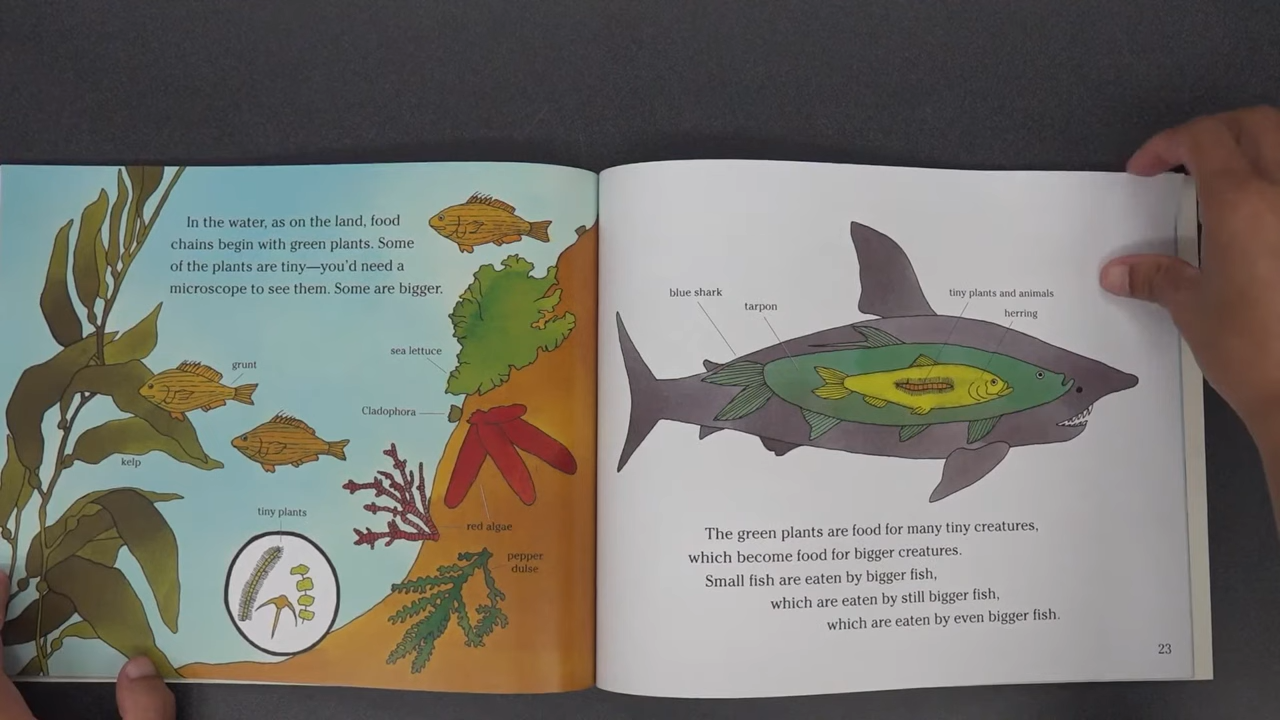 In the water, as on the land, food
chains begin with green plants. Some
of the plants are tiny—you'd need a
microscope to see them. Some are bigger.
sea lettuce
grunt
Cladophora
kelp
tiny plants
red algae
pepper
dulse
blue shark
tarpon
tiny plants and animals
herring
The green plants are food for many tiny creatures,
which become food for bigger creatures.
Small fish are eaten by bigger fish,
which are eaten by still bigger fish,
which are eaten by even bigger fish.
23